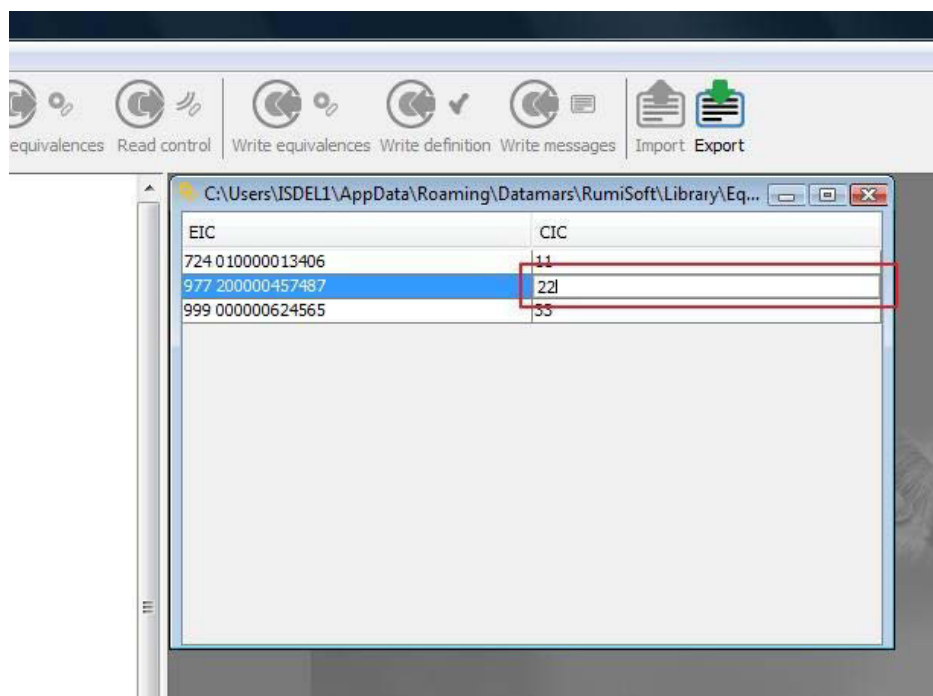 equivalences Read control Write equivalences Write definition Write messages Import Export
C:\Users\ISDEL1\AppData\Roaming\Datamars\RumiSoft\Library\Eq...
EIC CIC
724 010000013406 11
977 200000457487 22
999 000000624565 33